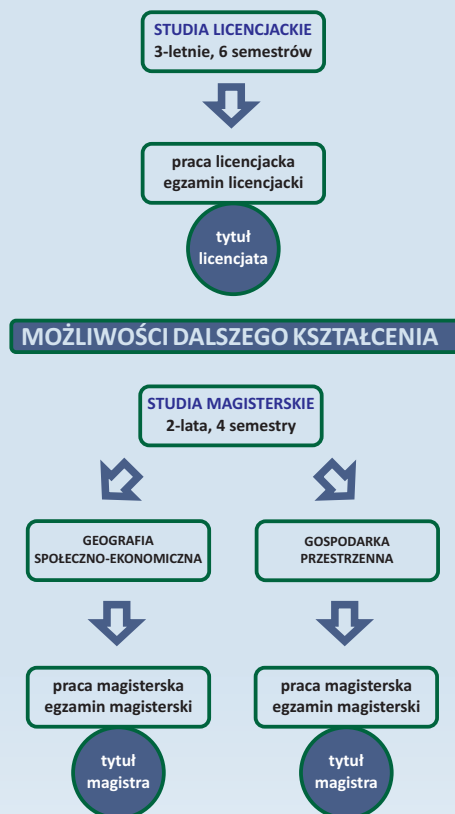 STUDIA LICENCJACKIE
3-letnie, 6 semestrów
praca licencjacka
egzamin licencjacki
tytuł
licencjata
MOŻLIWOŚCI DALSZEGO KSZTAŁCENIA
STUDIA MAGISTERSKIE
2-lata, 4 semestry
GEOGRAFIA
SPOŁECZNO-EKONOMICZNA
GOSPODARKA
PRZESTRZENNA
praca magisterska
egzamin magisterski
tytuł
magistra
praca magisterska
egzamin magisterski
tytuł
magistra